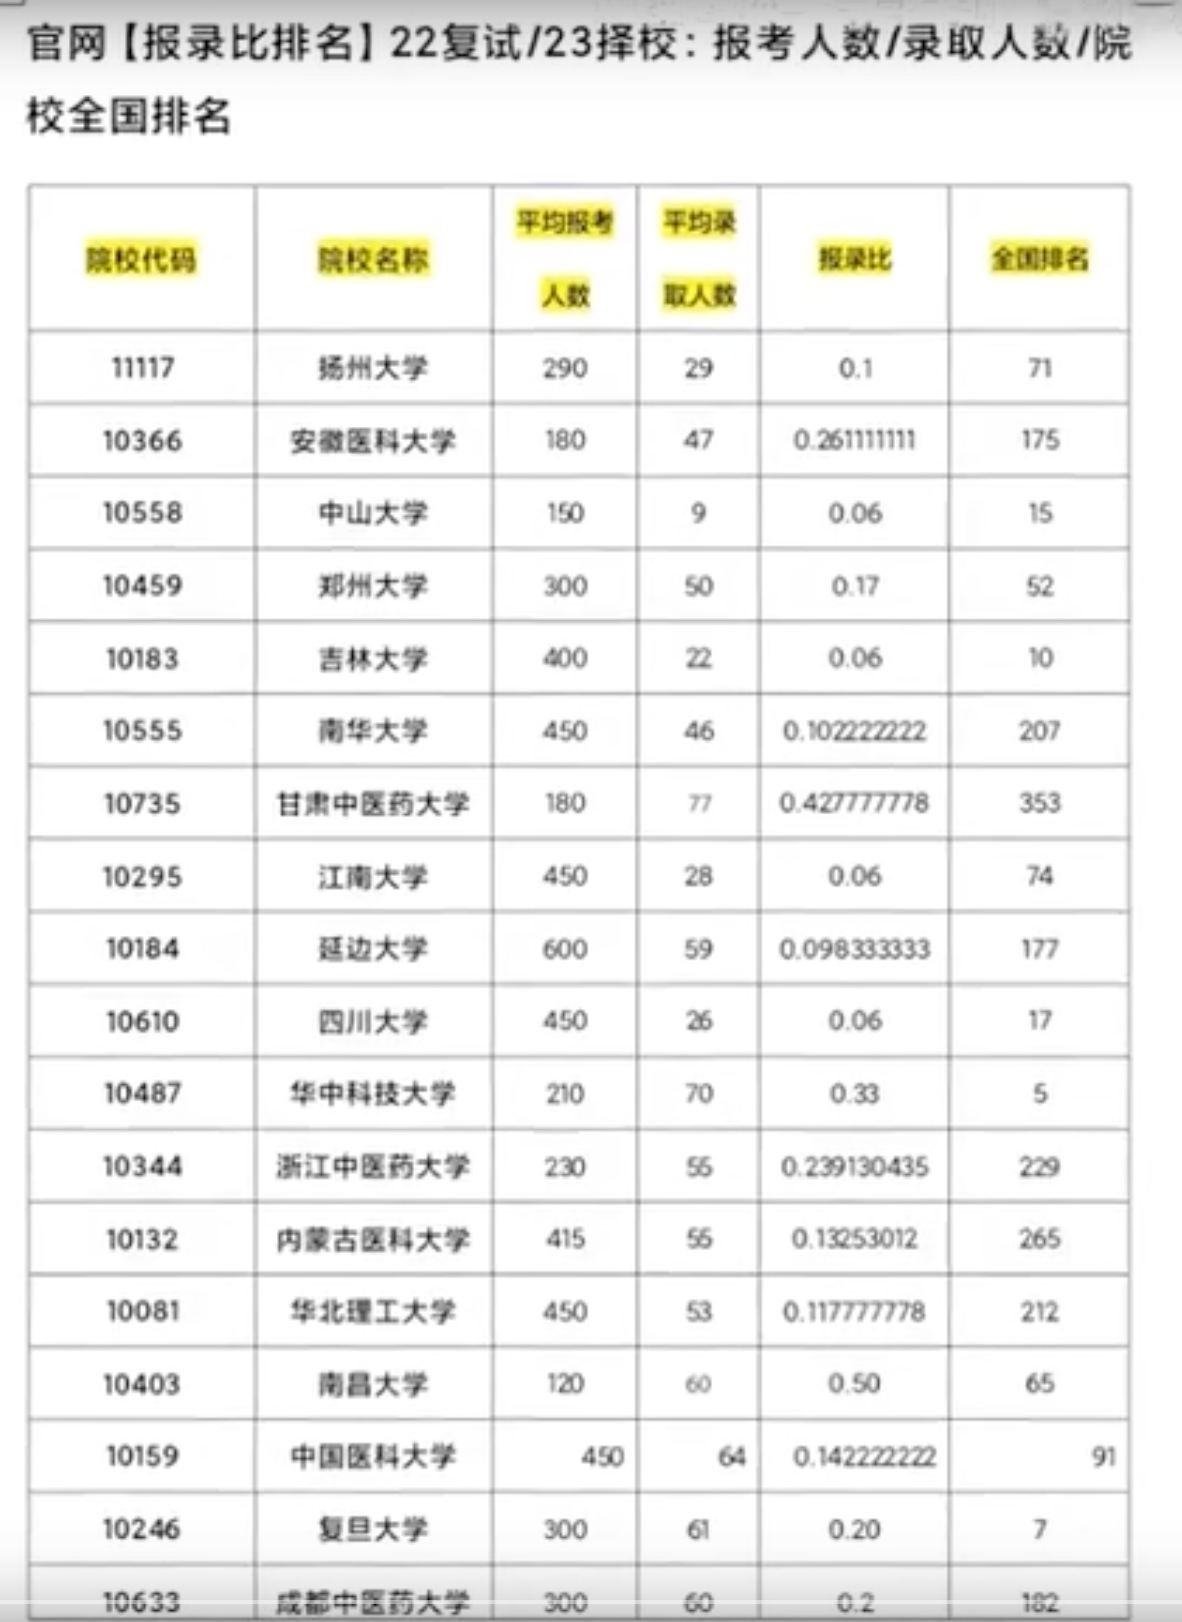 官网【报录比排名】22复试/23择校：报考人数/录取人数/院
校全国排名
院校代码 院校名称 平均报考人数 平均录取人数 报录比 全国排名
11117 扬州大学 290 29 0.1 71
10366 安徽医科大学 180 47 0.261111111 175
10558 中山大学 150 9 0.06 15
10459 郑州大学 300 50 0.17 52
10183 吉林大学 400 22 0.06 10
10555 南华大学 450 46 0.102222222 207
10735 甘肃中医药大学 180 77 0.427777778 353
10295 江南大学 450 28 0.06 74
10184 延边大学 600 59 0.098333333 177
10610 四川大学 450 26 0.06 17
10487 华中科技大学 210 70 0.33 5
10344 浙江中医药大学 230 55 0.239130435 229
10132 内蒙古医科大学 415 55 0.13253012 265
10081 华北理工大学 450 53 0.117777778 212
10403 南昌大学 120 60 0.50 65
10159 中国医科大学 450 64 0.142222222 91
10246 复旦大学 300 61 0.20 7
10633 成都中医药大学 300 60 0.2 182